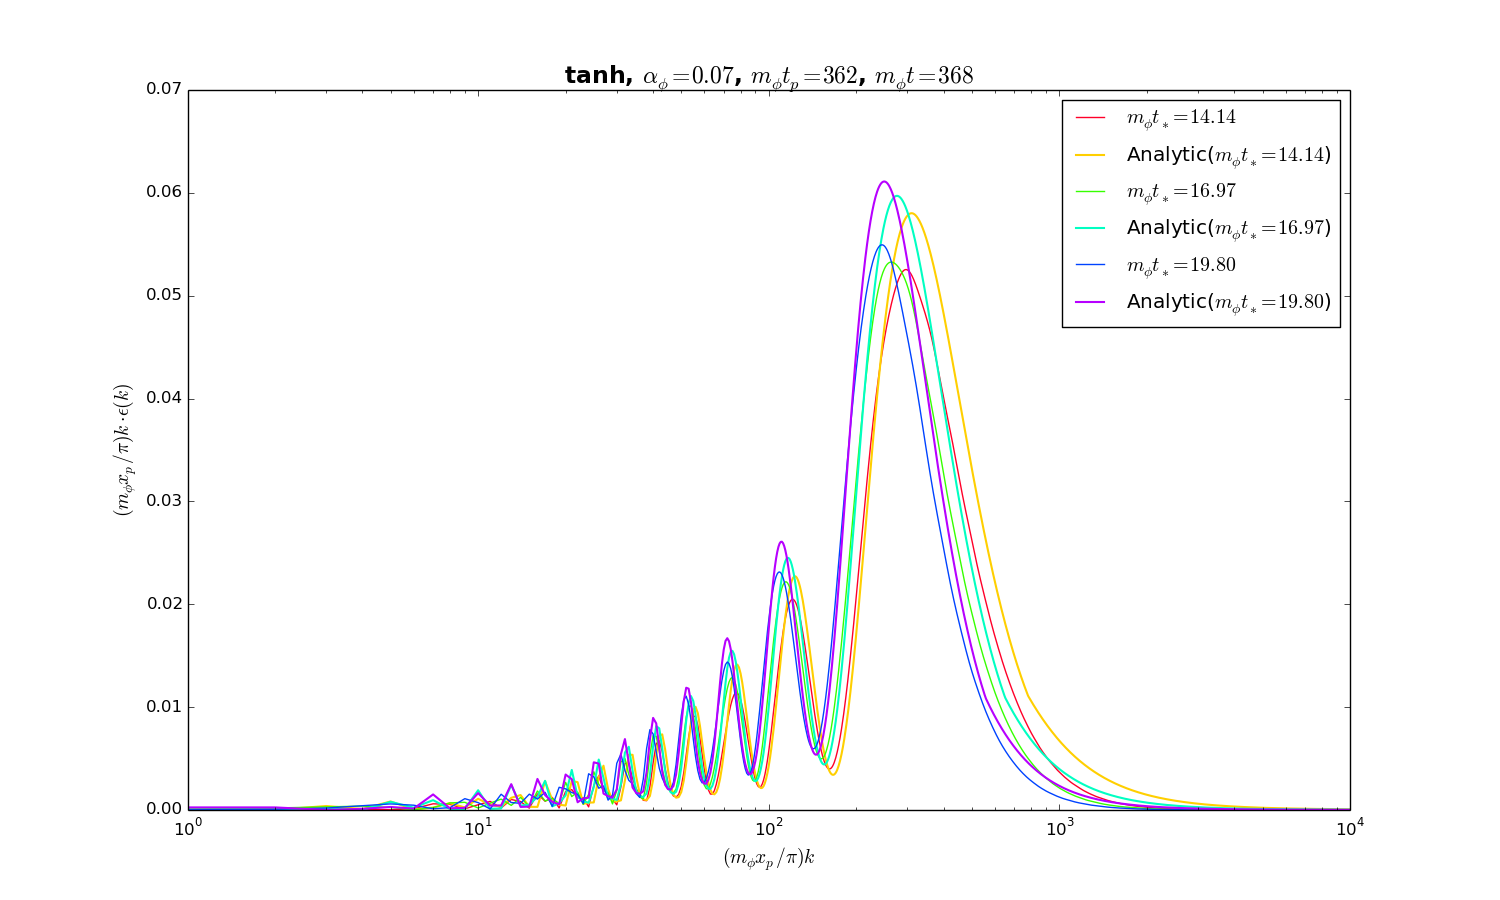 tanh, α_ϕ=0.07, m_ϕt_p=362, m_ϕt=368
0.07
0.06
0.05
0.04
0.03
0.02
0.01
0.00
(m_ϕx_p/π)k·ϵ(k)
10^0
10^1
10^2
10^3
10^4
(m_ϕx_p/π)k
m_ϕt_*=14.14
Analytic(m_ϕt_*=14.14)
m_ϕt_*=16.97
Analytic(m_ϕt_*=16.97)
m_ϕt_*=19.80
Analytic(m_ϕt_*=19.80)